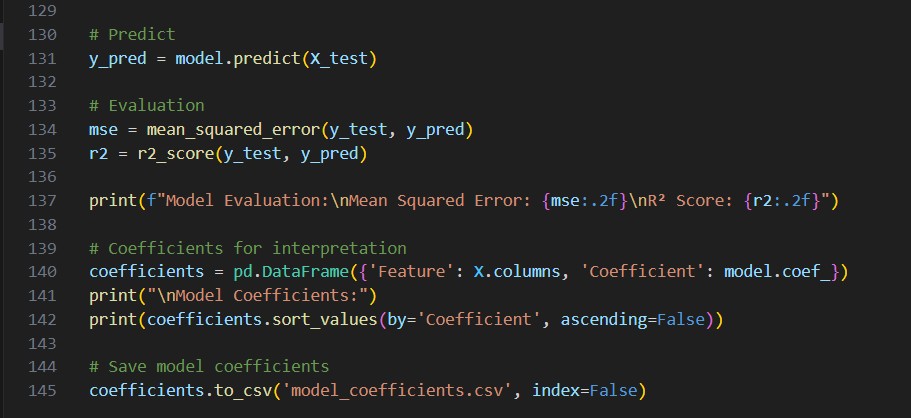 129
130 # Predict
131 y_pred = model.predict(X_test)
132
133 # Evaluation
134 mse = mean_squared_error(y_test, y_pred)
135 r2 = r2_score(y_test, y_pred)
136
137 print(f"Model Evaluation:\nMean Squared Error: {mse:.2f}\nR² Score: {r2:.2f}")
138
139 # Coefficients for interpretation
140 coefficients = pd.DataFrame({'Feature': X.columns, 'Coefficient': model.coef_})
141 print("\nModel Coefficients:")
142 print(coefficients.sort_values(by='Coefficient', ascending=False))
143
144 # Save model coefficients
145 coefficients.to_csv('model_coefficients.csv', index=False)